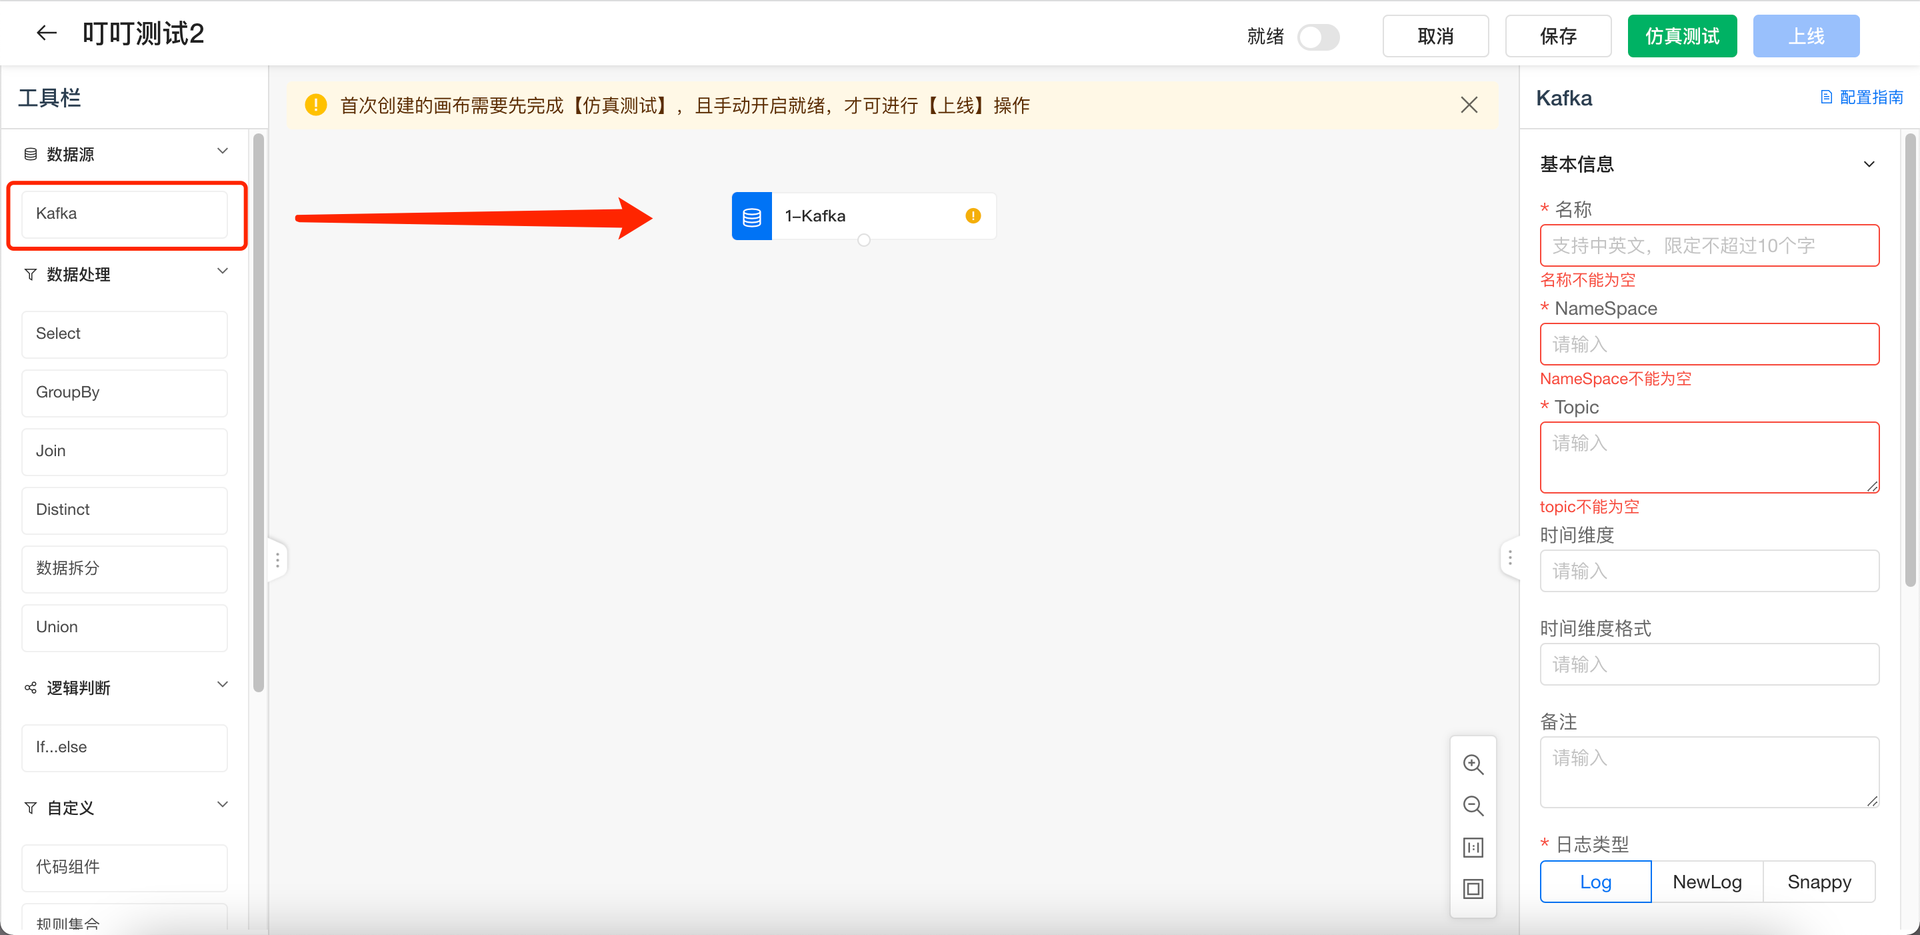 叮叮测试2
就绪
取消
保存
仿真测试
上线
工具栏
数据源
Kafka
数据处理
Select
GroupBy
Join
Distinct
数据拆分
Union
逻辑判断
If...else
自定义
代码组件
规则集合
首次创建的画布需要先完成【仿真测试】，且手动开启就绪，才可进行【上线】操作
1-Kafka
Kafka
配置指南
基本信息
* 名称
支持中英文，限定不超过10个字
名称不能为空
* NameSpace
请输入
NameSpace不能为空
* Topic
请输入
topic不能为空
时间维度
请输入
时间维度格式
请输入
备注
请输入
* 日志类型
Log
NewLog
Snappy